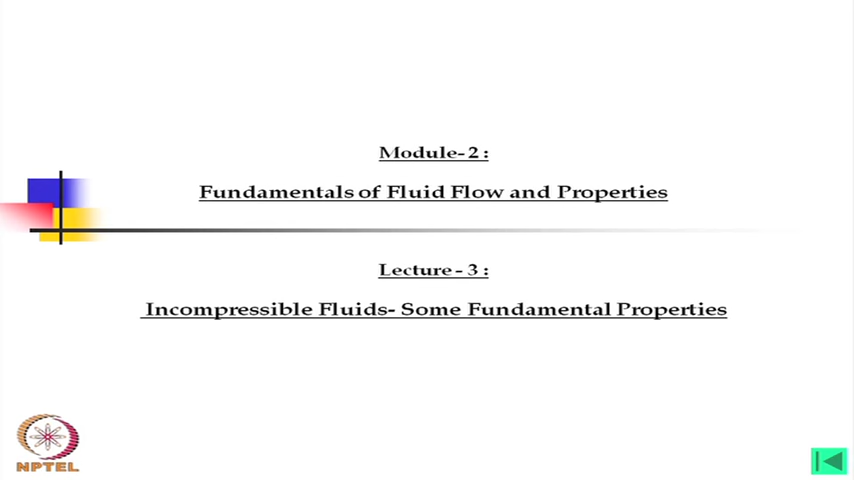 Module-2 :
Fundamentals of Fluid Flow and Properties
Lecture - 3 :
Incompressible Fluids- Some Fundamental Properties
NPTEL